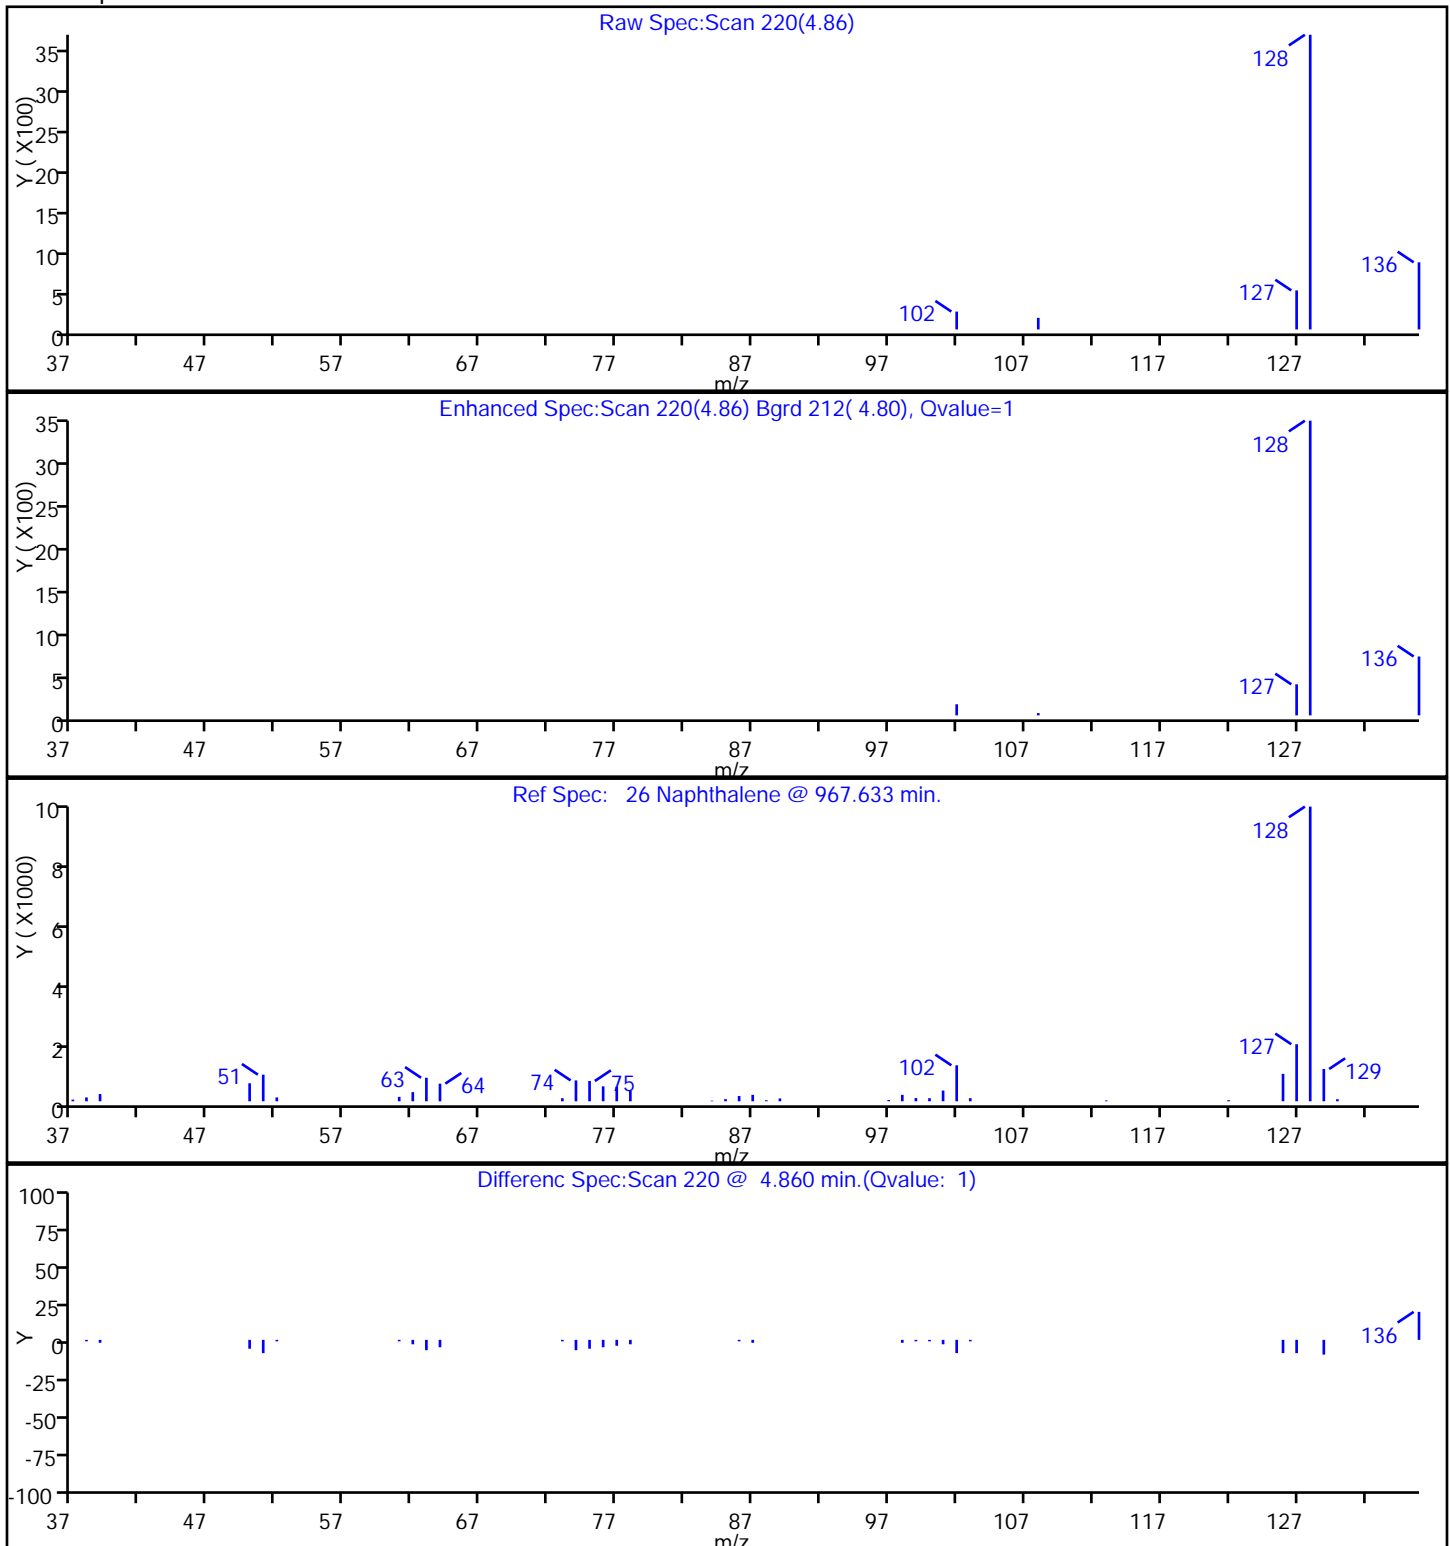 Raw Spec:Scan 220(4.86)
35
30
25
20
15
10
5
0
Y ( X100)
128
136
127
102
37 47 57 67 77 87 97 107 117 127
m/z
Enhanced Spec:Scan 220(4.86) Bgrd 212( 4.80), Qvalue=1
35
30
25
20
15
10
5
0
Y ( X100)
128
136
127
37 47 57 67 77 87 97 107 117 127
m/z
Ref Spec: 26 Naphthalene @ 967.633 min.
10
8
6
4
2
0
Y ( X1000)
128
127
129
102
51 63 64 74 75
37 47 57 67 77 87 97 107 117 127
m/z
Differenc Spec:Scan 220 @ 4.860 min.(Qvalue: 1)
100
75
50
25
0
-25
-50
-75
-100
Y
136
37 47 57 67 77 87 97 107 117 127
m/z